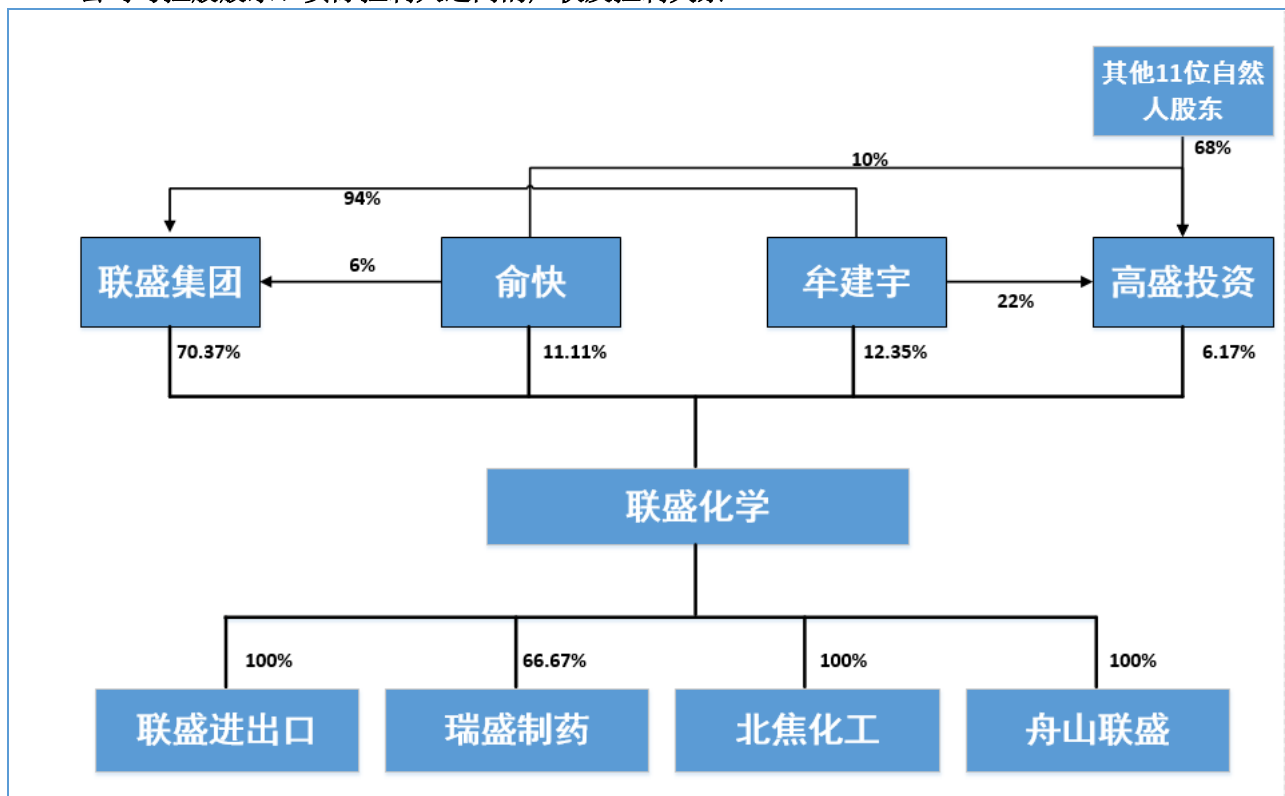 其他11位自然
人股东
68%
10%
94%
联盛集团
6%
俞快
牟建宇
22%
高盛投资
70.37%
11.11%
12.35%
6.17%
联盛化学
100%
66.67%
100%
100%
联盛进出口
瑞盛制药
北焦化工
舟山联盛